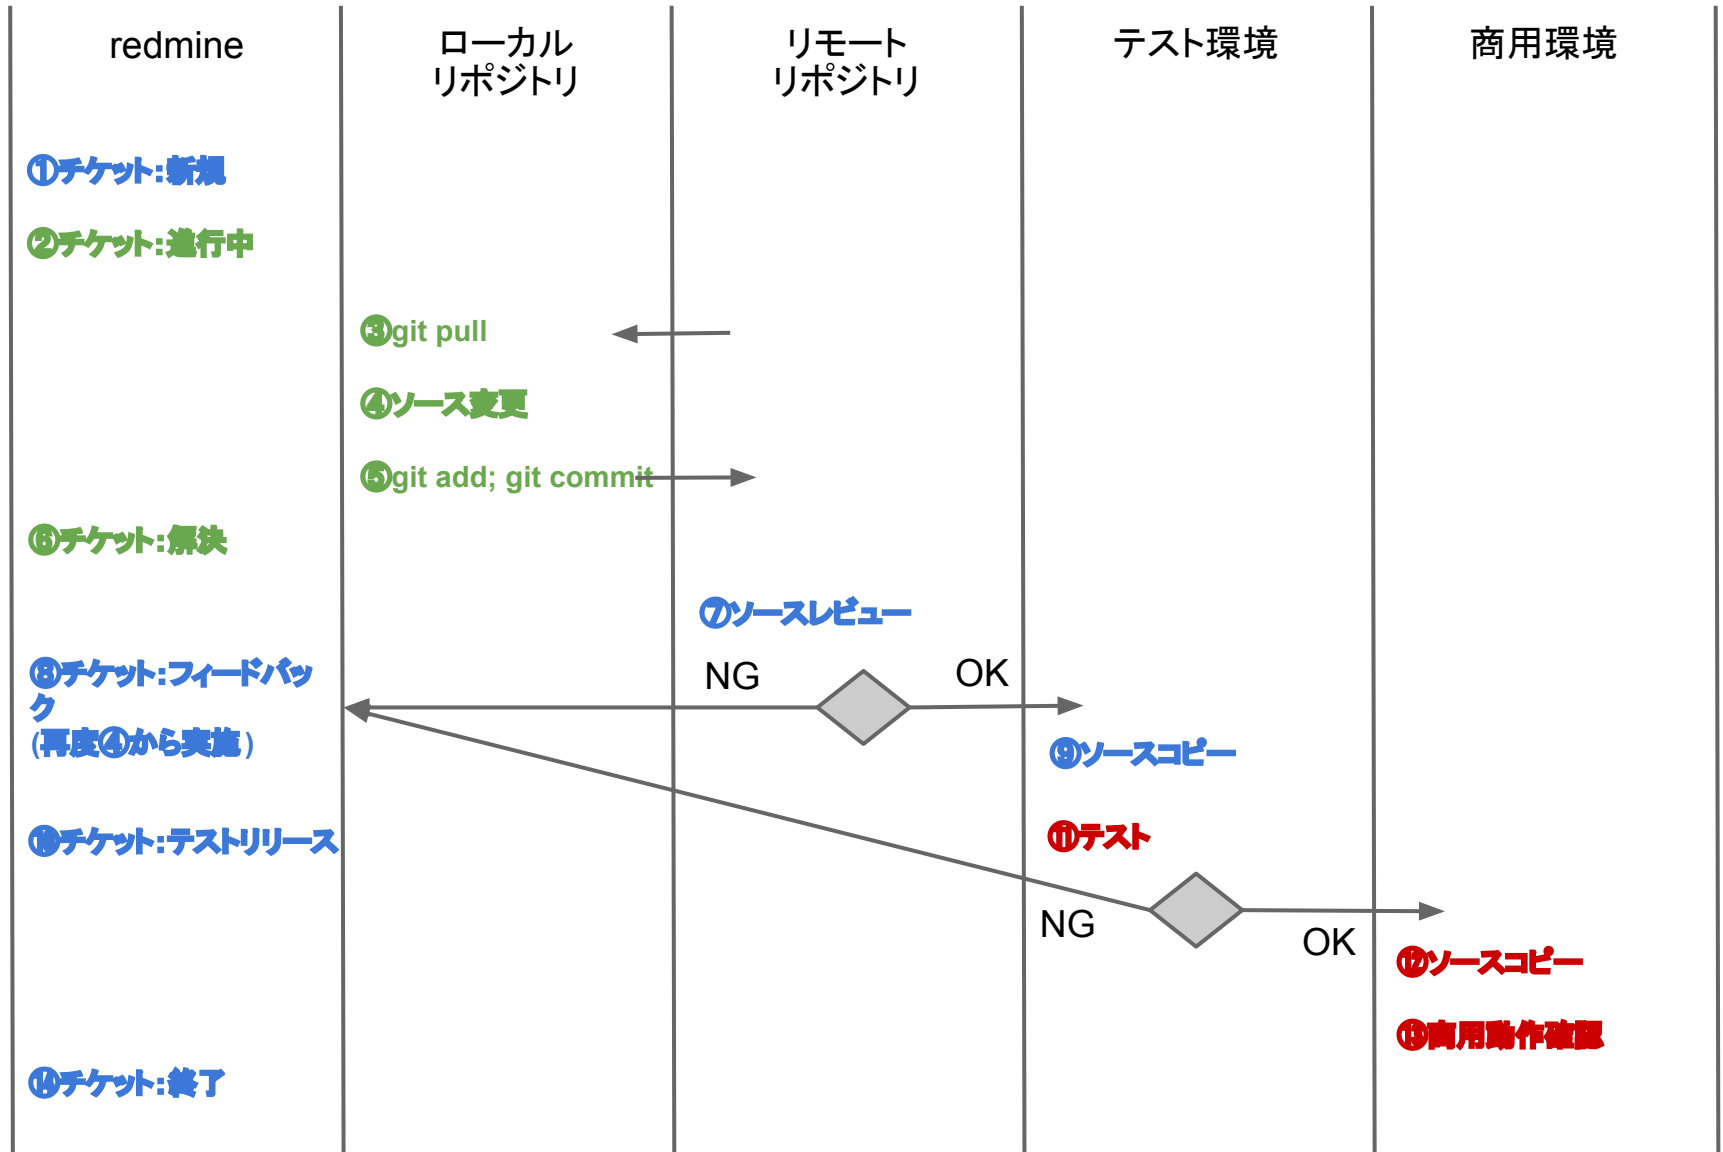 redmine
ローカル
リポジトリ
リモート
リポジトリ
テスト環境
商用環境
①チケット：新規
②チケット：進行中
③git pull
④ソース変更
⑤git add; git commit
⑥チケット：解決
⑦ソースレビュー
NG
OK
⑧チケット：フィードバッ
ク
(再度④から実施)
⑨ソースコピー
⑩チケット：テストリリース
⑪テスト
NG
OK
⑫ソースコピー
⑬商用動作確認
⑭チケット：終了